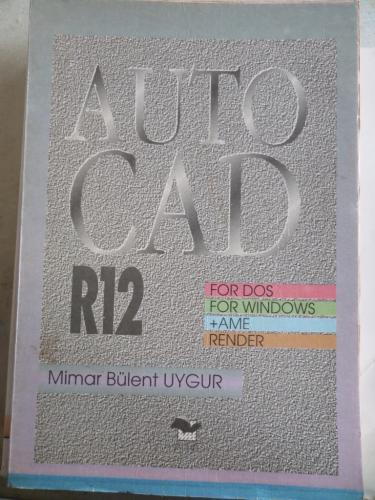 AUTO
CAD
R12
FOR DOS
FOR WINDOWS
+AME
RENDER
Mimar Bülent UYGUR